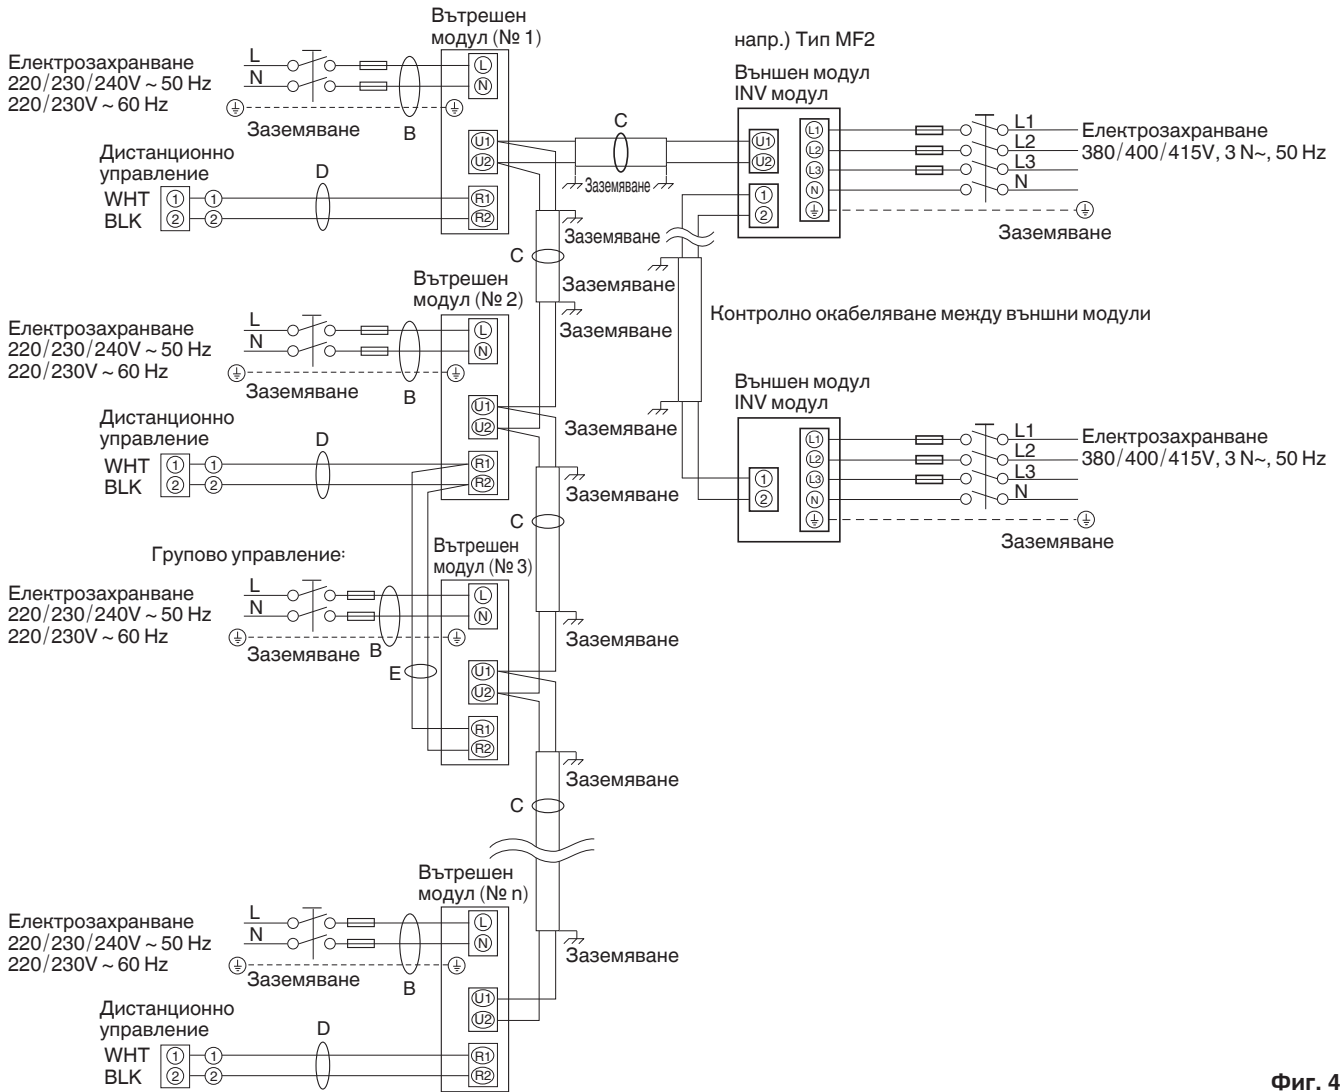 Вътрешен
модул (№ 1)
Електрозахранване
220/230/240V ~ 50 Hz
220/230V ~ 60 Hz
L
N
L
N
Заземяване
B
U1
U2
Дистанционно
управление
WHT
BLK
1
2
1
2
D
R1
R2
C
Заземяване
напр.) Тип MF2
Външен модул
INV модул
U1
U2
1
2
L1
L2
L3
N
L1
L2
L3
N
Електрозахранване
380/400/415V, 3 N~, 50 Hz
Заземяване
Заземяване
C
Заземяване
Заземяване
Контролно окабеляване между външни модули
Заземяване
Вътрешен
модул (№ 2)
Електрозахранване
220/230/240V ~ 50 Hz
220/230V ~ 60 Hz
L
N
L
N
Заземяване
B
U1
U2
Дистанционно
управление
WHT
BLK
1
2
1
2
D
R1
R2
Външен модул
INV модул
1
2
L1
L2
L3
N
L1
L2
L3
N
Електрозахранване
380/400/415V, 3 N~, 50 Hz
Заземяване
Заземяване
C
Заземяване
Групово управление:
Вътрешен
модул (№ 3)
Електрозахранване
220/230/240V ~ 50 Hz
220/230V ~ 60 Hz
L
N
L
N
Заземяване
B
E
U1
U2
R1
R2
Заземяване
C
Вътрешен
модул (№ n)
Електрозахранване
220/230/240V ~ 50 Hz
220/230V ~ 60 Hz
L
N
L
N
Заземяване
B
Заземяване
U1
U2
Дистанционно
управление
WHT
BLK
1
2
1
2
D
R1
R2
Фиг. 4